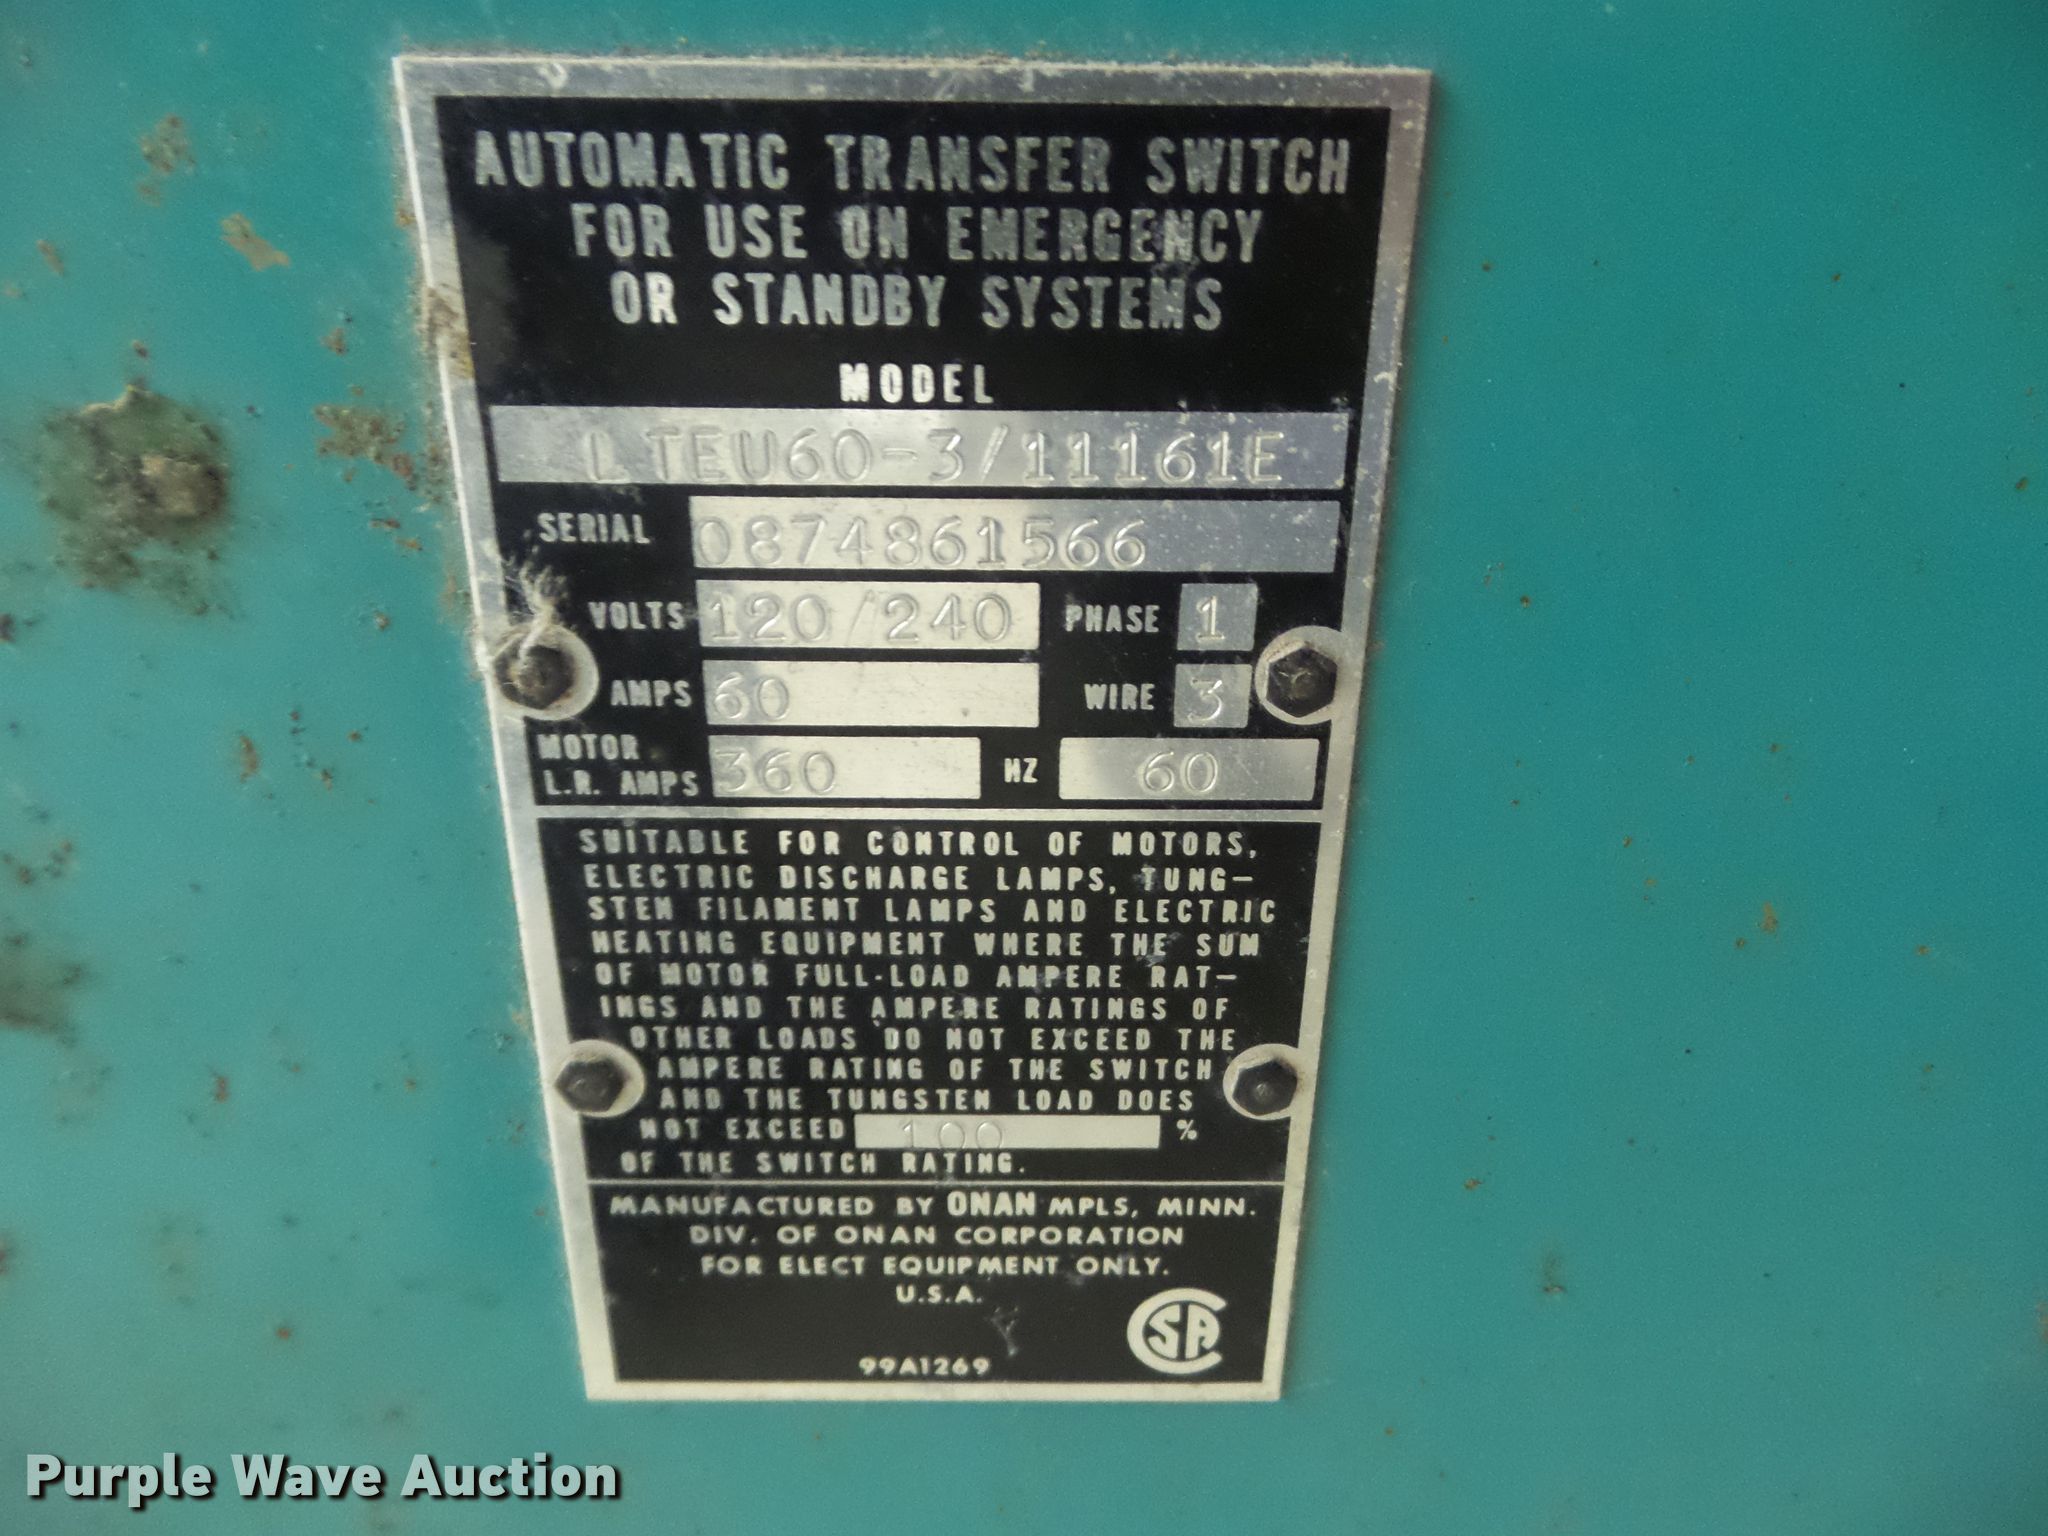 AUTOMATIC TRANSFER SWITCH
FOR USE ON EMERGENCY
OR STANDBY SYSTEMS
MODEL
LTEU60-3/11161E
SERIAL 0874861566
VOLTS 120/240 PHASE 1
AMPS 60 WIRE 3
MOTOR
L.R. AMPS 360 HZ 60
SUITABLE FOR CONTROL OF MOTORS,
ELECTRIC DISCHARGE LAMPS, TUNG-
STEN FILAMENT LAMPS AND ELECTRIC
HEATING EQUIPMENT WHERE THE SUM
OF MOTOR FULL-LOAD AMPERE RAT-
INGS AND THE AMPERE RATINGS OF
OTHER LOADS DO NOT EXCEED THE
AMPERE RATING OF THE SWITCH
AND THE TUNGSTEN LOAD DOES
NOT EXCEED 100 %
OF THE SWITCH RATING.
MANUFACTURED BY ONAN MPLS, MINN.
DIV. OF ONAN CORPORATION
FOR ELECT EQUIPMENT ONLY.
U.S.A.
CSA
99A1269
Purple Wave Auction